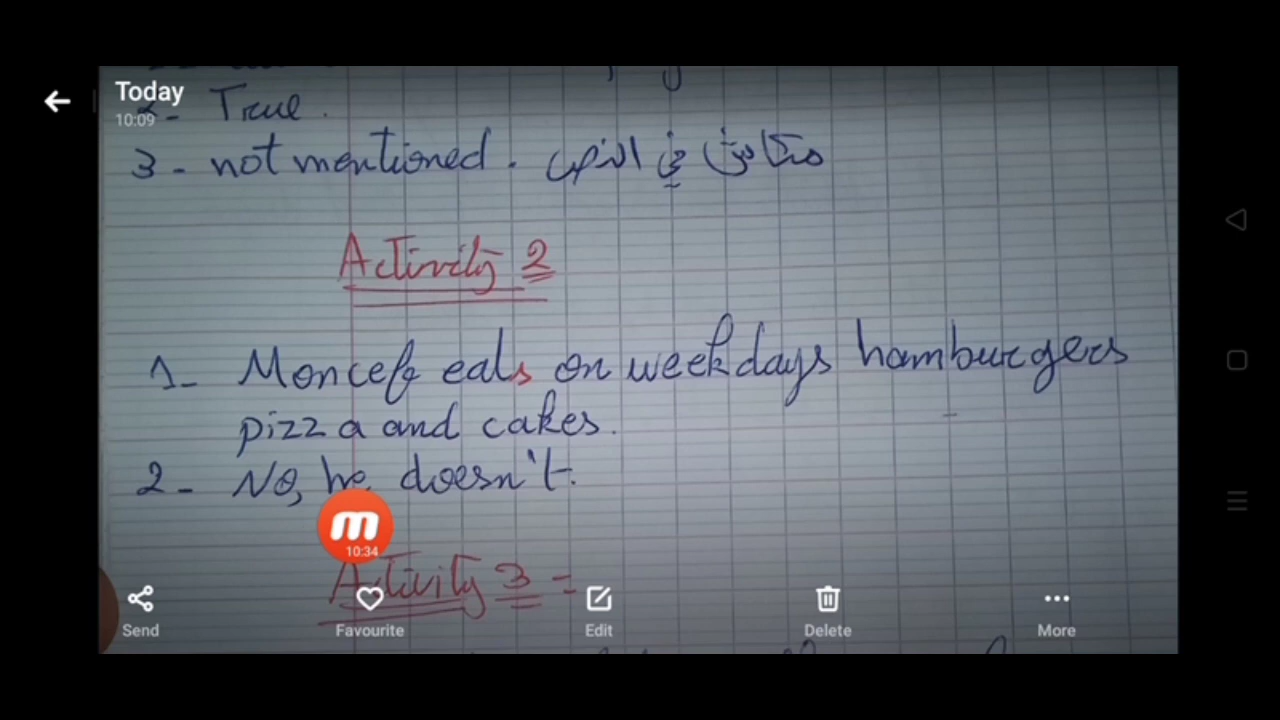 Today
10:09
2- True.
3- not mentioned. مكانش في النص
Activity 2
1- Moncef eats on weekdays hamburgers
pizza and cakes.
2- No, he doesn't.
10:34
Activity 3 =
Send Favourite Edit Delete More